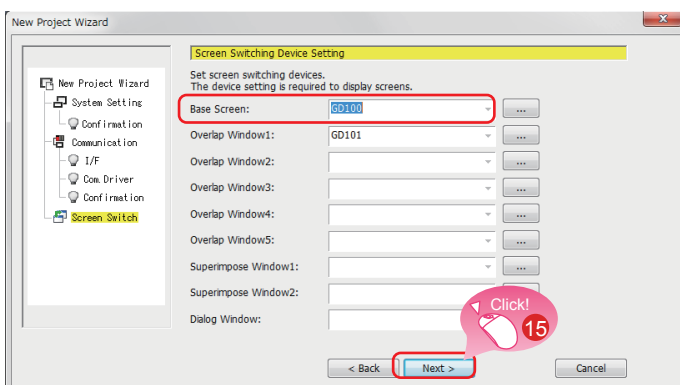 New Project Wizard
Screen Switching Device Setting
Set screen switching devices.
The device setting is required to display screens.
New Project Wizard
System Setting
Confirmation
Communication
I/F
Com. Driver
Confirmation
Screen Switch
Base Screen: GD100 ...
Overlap Window1: GD101 ...
Overlap Window2: ...
Overlap Window3: ...
Overlap Window4: ...
Overlap Window5: ...
Superimpose Window1: ...
Superimpose Window2: ...
Dialog Window:
Click!
15
< Back Next > Cancel